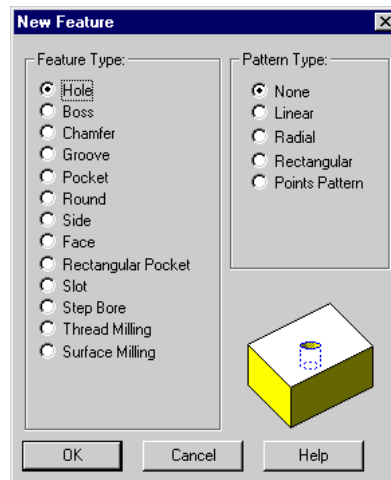 New Feature
Feature Type:
Hole
Boss
Chamfer
Groove
Pocket
Round
Side
Face
Rectangular Pocket
Slot
Step Bore
Thread Milling
Surface Milling
Pattern Type:
None
Linear
Radial
Rectangular
Points Pattern
OK
Cancel
Help